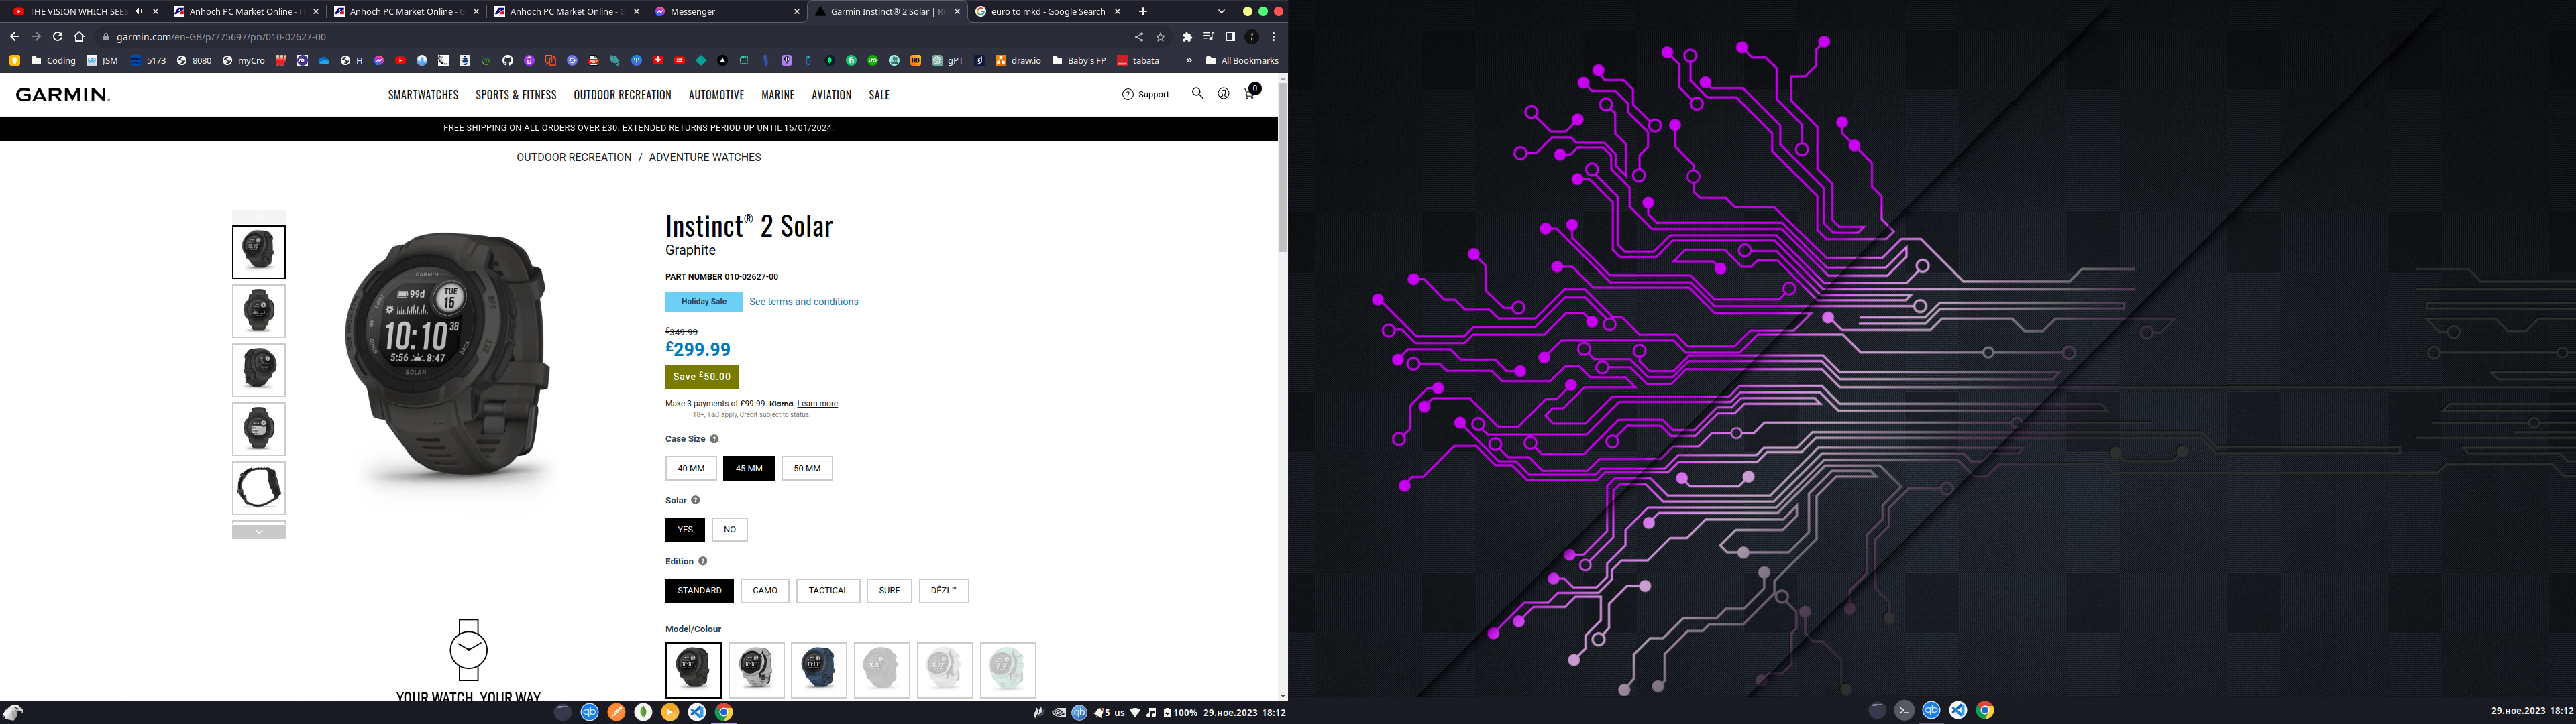 THE VISION WHICH SEES
Anhoch PC Market Online -
Anhoch PC Market Online -
Anhoch PC Market Online -
Messenger
Garmin Instinct® 2 Solar |
euro to mkd - Google Search
garmin.com/en-GB/p/775697/pn/010-02627-00
Coding
JSM
5173
8080
myCro
H
gPT
draw.io
Baby's FP
tabata
»
All Bookmarks
GARMIN.
SMARTWATCHES
SPORTS & FITNESS
OUTDOOR RECREATION
AUTOMOTIVE
MARINE
AVIATION
SALE
Support
0
FREE SHIPPING ON ALL ORDERS OVER £30. EXTENDED RETURNS PERIOD UP UNTIL 15/01/2024.
OUTDOOR RECREATION / ADVENTURE WATCHES
Instinct® 2 Solar
Graphite
PART NUMBER 010-02627-00
Holiday Sale
See terms and conditions
£349.99
£299.99
Save £50.00
Make 3 payments of £99.99. Klarna. Learn more
18+, T&C apply, Credit subject to status.
GARMIN
99d
TUE
15
10:10 38
5:56 8:47
SOLAR
GPS
Case Size
40 MM
45 MM
50 MM
Solar
YES
NO
Edition
STANDARD
CAMO
TACTICAL
SURF
DĒZL™
Model/Colour
YOUR WATCH, YOUR WAY
5 us
100%
29.ное.2023 18:12
29.ное.2023 18:12